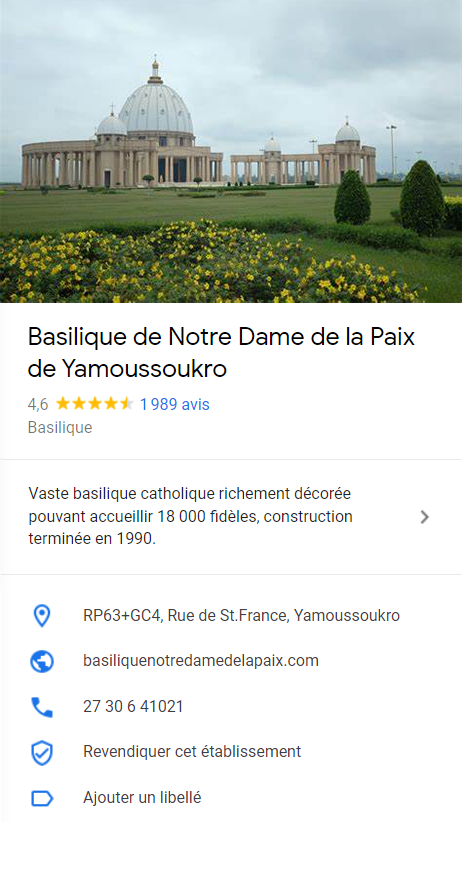 Basilique de Notre Dame de la Paix
de Yamoussoukro
4,6 1 989 avis
Basilique
Vaste basilique catholique richement décorée
pouvant accueillir 18 000 fidèles, construction
terminée en 1990.
RP63+GC4, Rue de St.France, Yamoussoukro
basiliquenotredamedelapaix.com
27 30 6 41021
Revendiquer cet établissement
Ajouter un libellé